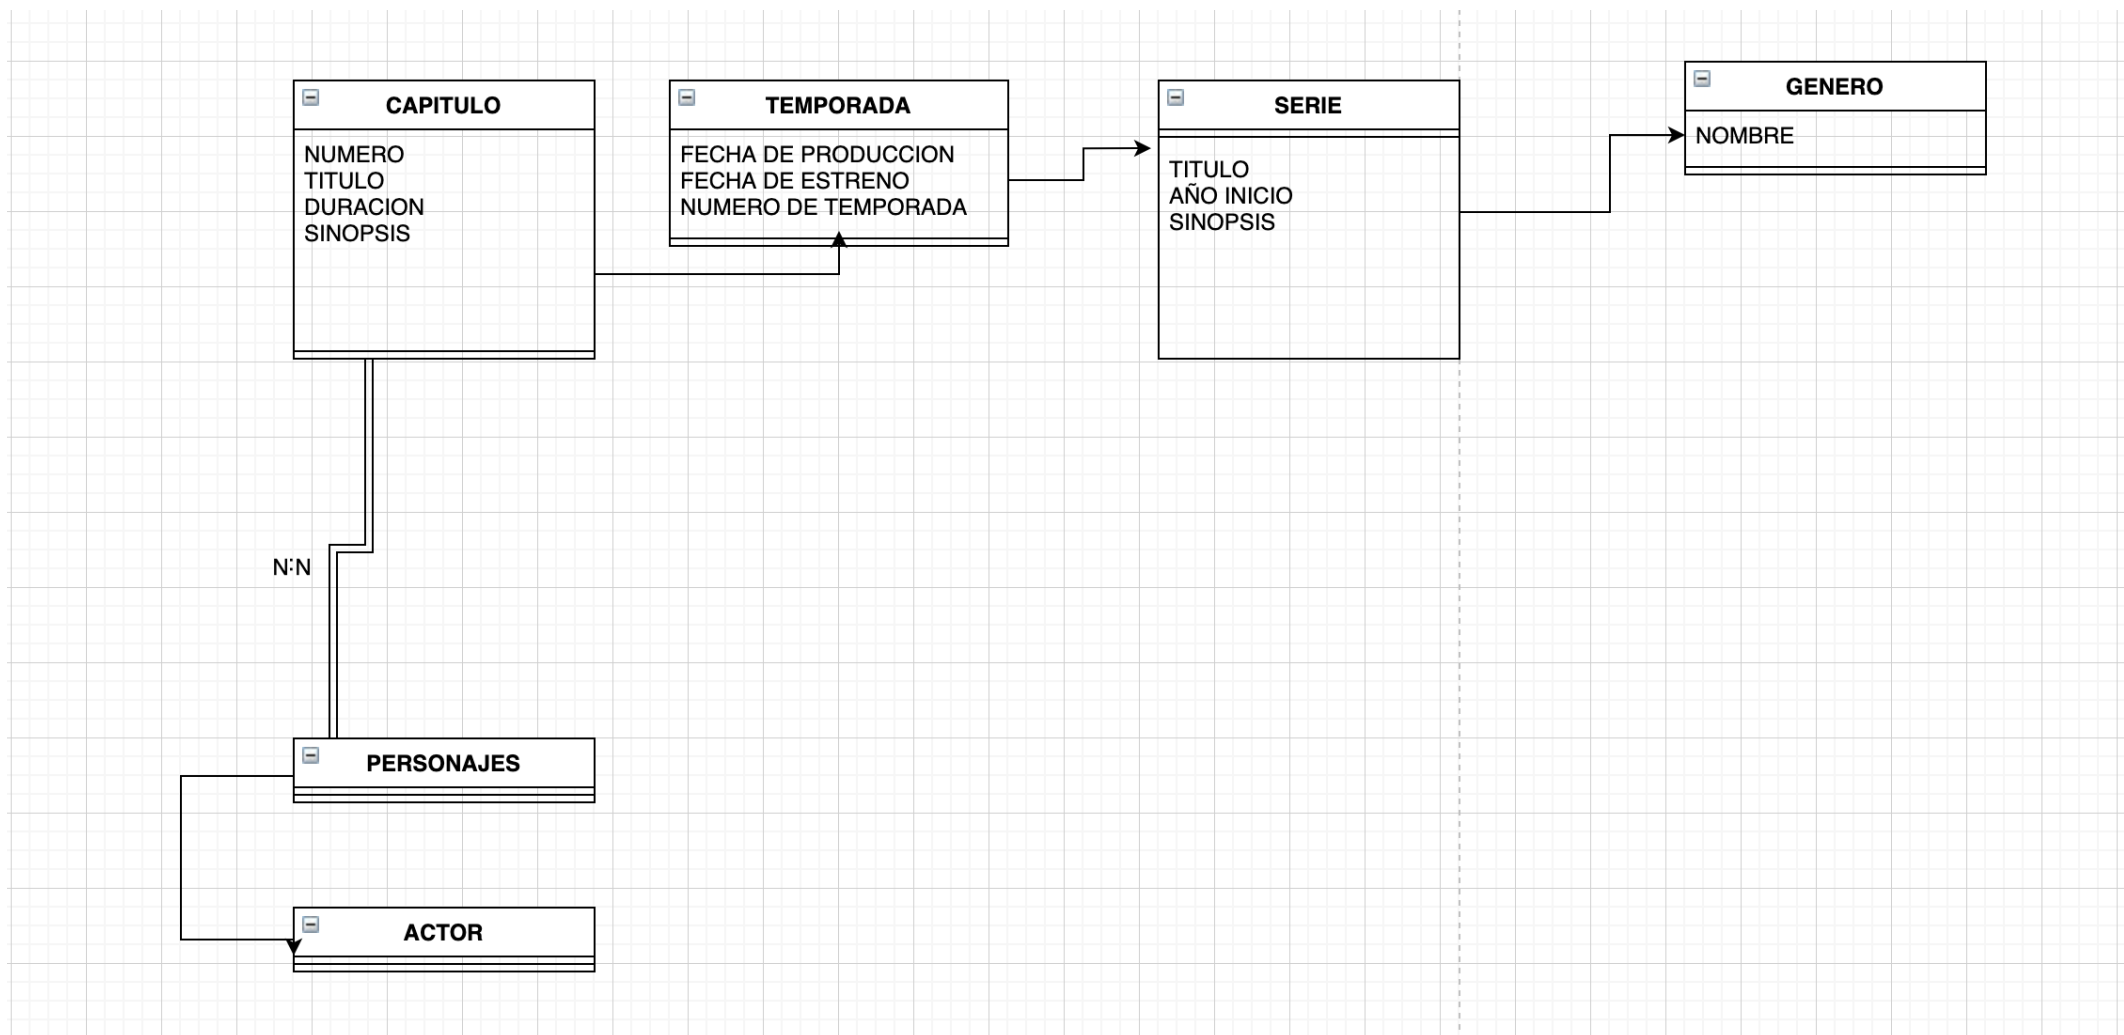 CAPITULO
NUMERO
TITULO
DURACION
SINOPSIS
TEMPORADA
FECHA DE PRODUCCION
FECHA DE ESTRENO
NUMERO DE TEMPORADA
SERIE
TITULO
AÑO INICIO
SINOPSIS
GENERO
NOMBRE
N:N
PERSONAJES
ACTOR